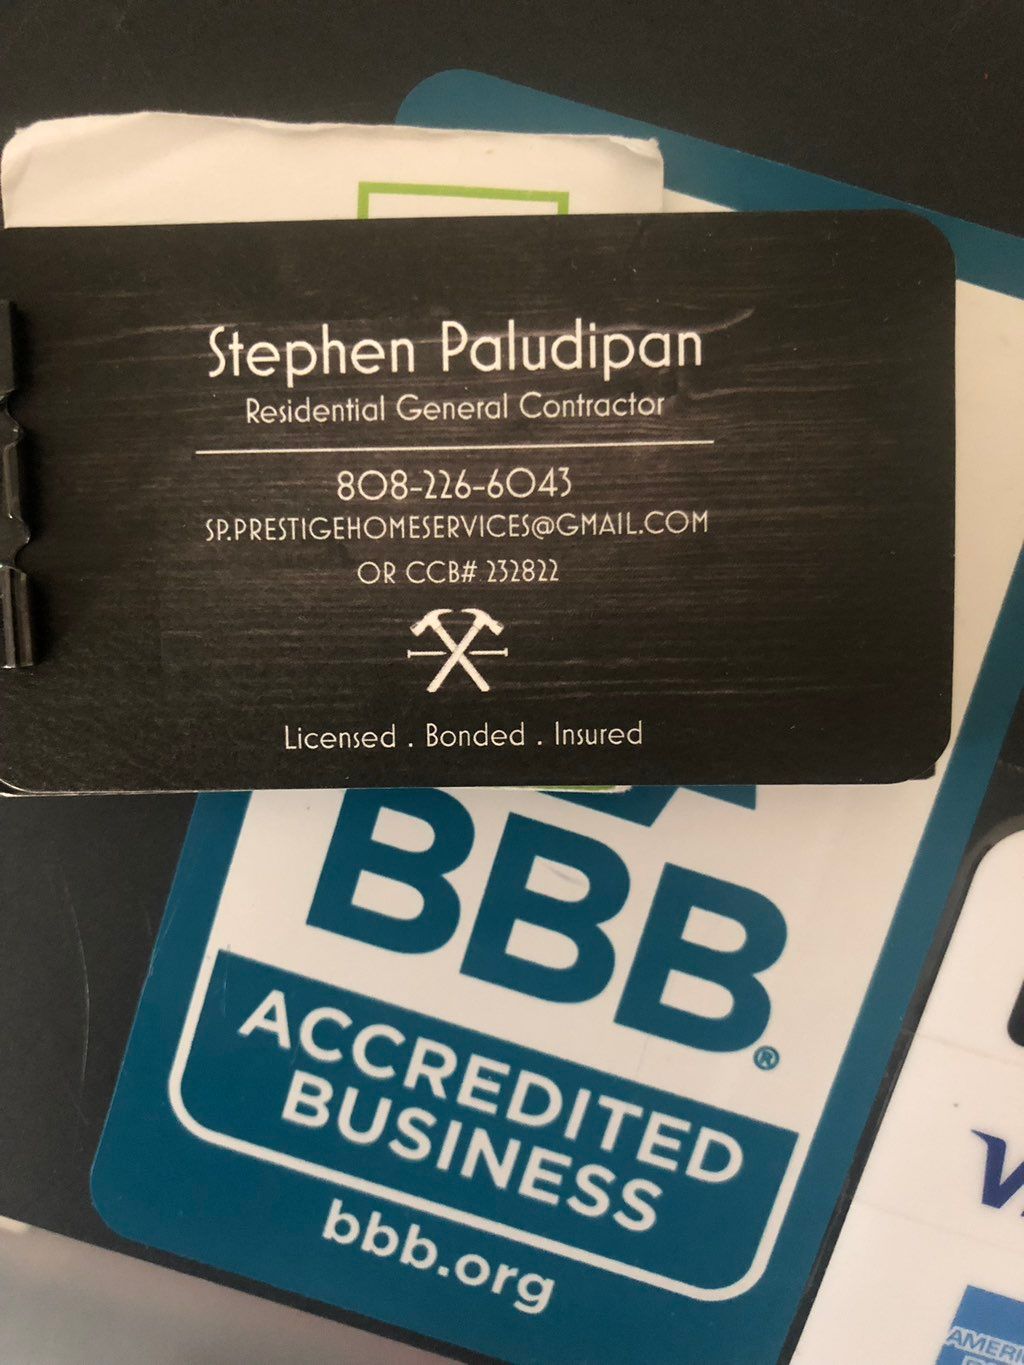 Stephen Paludipan
Residential General Contractor
808-226-6043
SP.PRESTIGEHOMESERVICES@GMAIL.COM
OR CCB# 232822
Licensed . Bonded . Insured
BBB®
ACCREDITED
BUSINESS
bbb.org